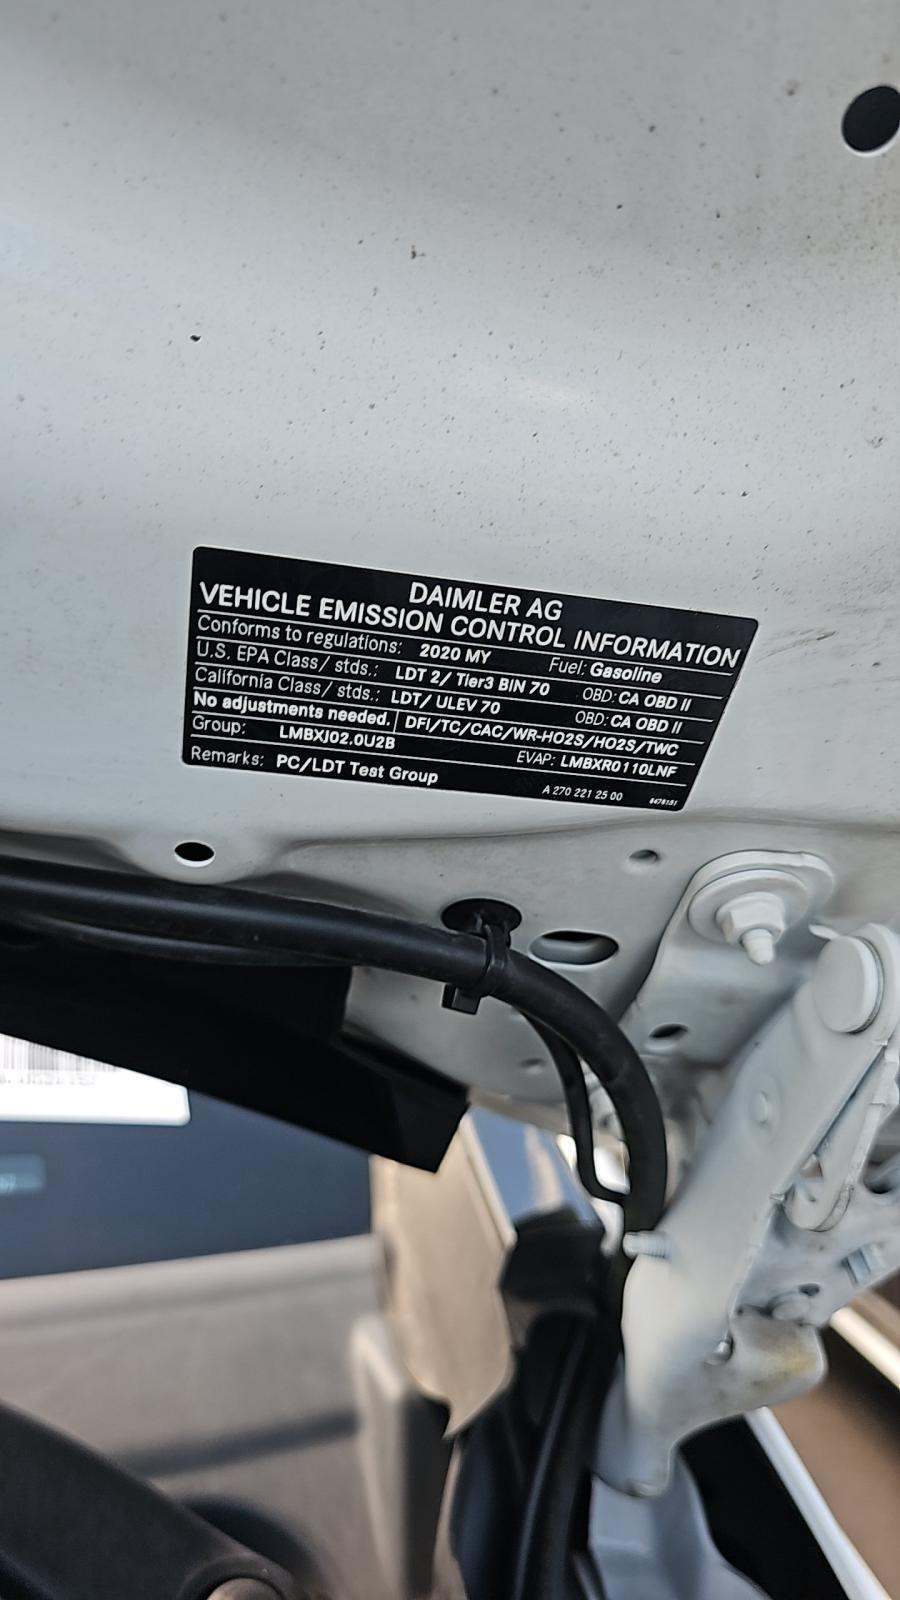 DAIMLER AG
VEHICLE EMISSION CONTROL INFORMATION
Conforms to regulations: 2020 MY Fuel: Gasoline
U.S. EPA Class/ stds.: LDT 2/ Tier3 BIN 70 OBD: CA OBD II
California Class/ stds.: LDT/ ULEV 70 OBD: CA OBD II
No adjustments needed. DFI/TC/CAC/WR-HO2S/HO2S/TWC
Group: LMBXJ02.0U2B EVAP: LMBXR0110LNF
Remarks: PC/LDT Test Group
A 270 221 25 00